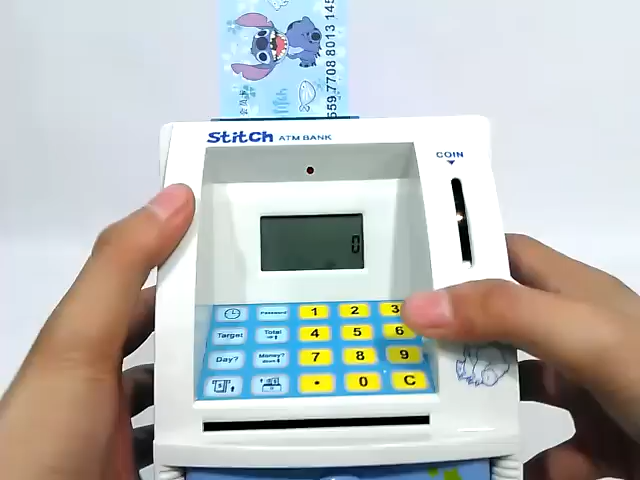 559 7708 8013 145
Stitch ATM BANK
COIN
0
Password 1 2 3
Target Total 4 5 6
Day? Money? 7 8 9
. 0 C